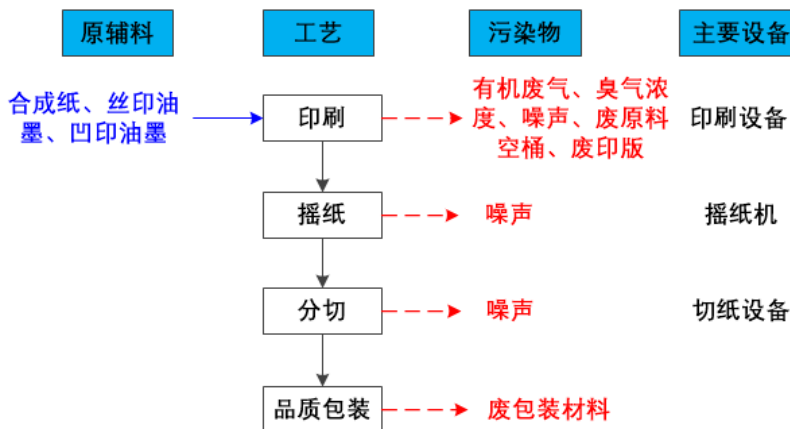 原辅料 工艺 污染物 主要设备
合成纸、丝印油
墨、凹印油墨
印刷
有机废气、臭气浓
度、噪声、废原料
空桶、废印版
印刷设备
摇纸 噪声 摇纸机
分切 噪声 切纸设备
品质包装 废包装材料